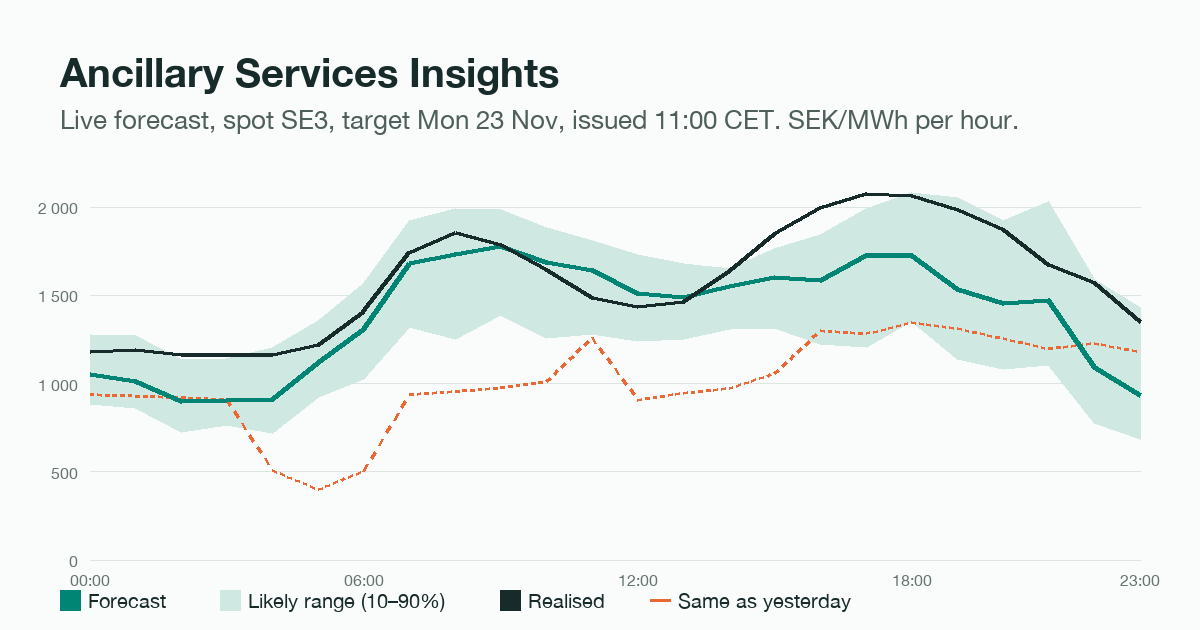 Ancillary Services Insights
Live forecast, spot SE3, target Mon 23 Nov, issued 11:00 CET. SEK/MWh per hour.
2 000
1 500
1 000
500
0
00:00 06:00 12:00 18:00 23:00
Forecast Likely range (10–90%) Realised Same as yesterday